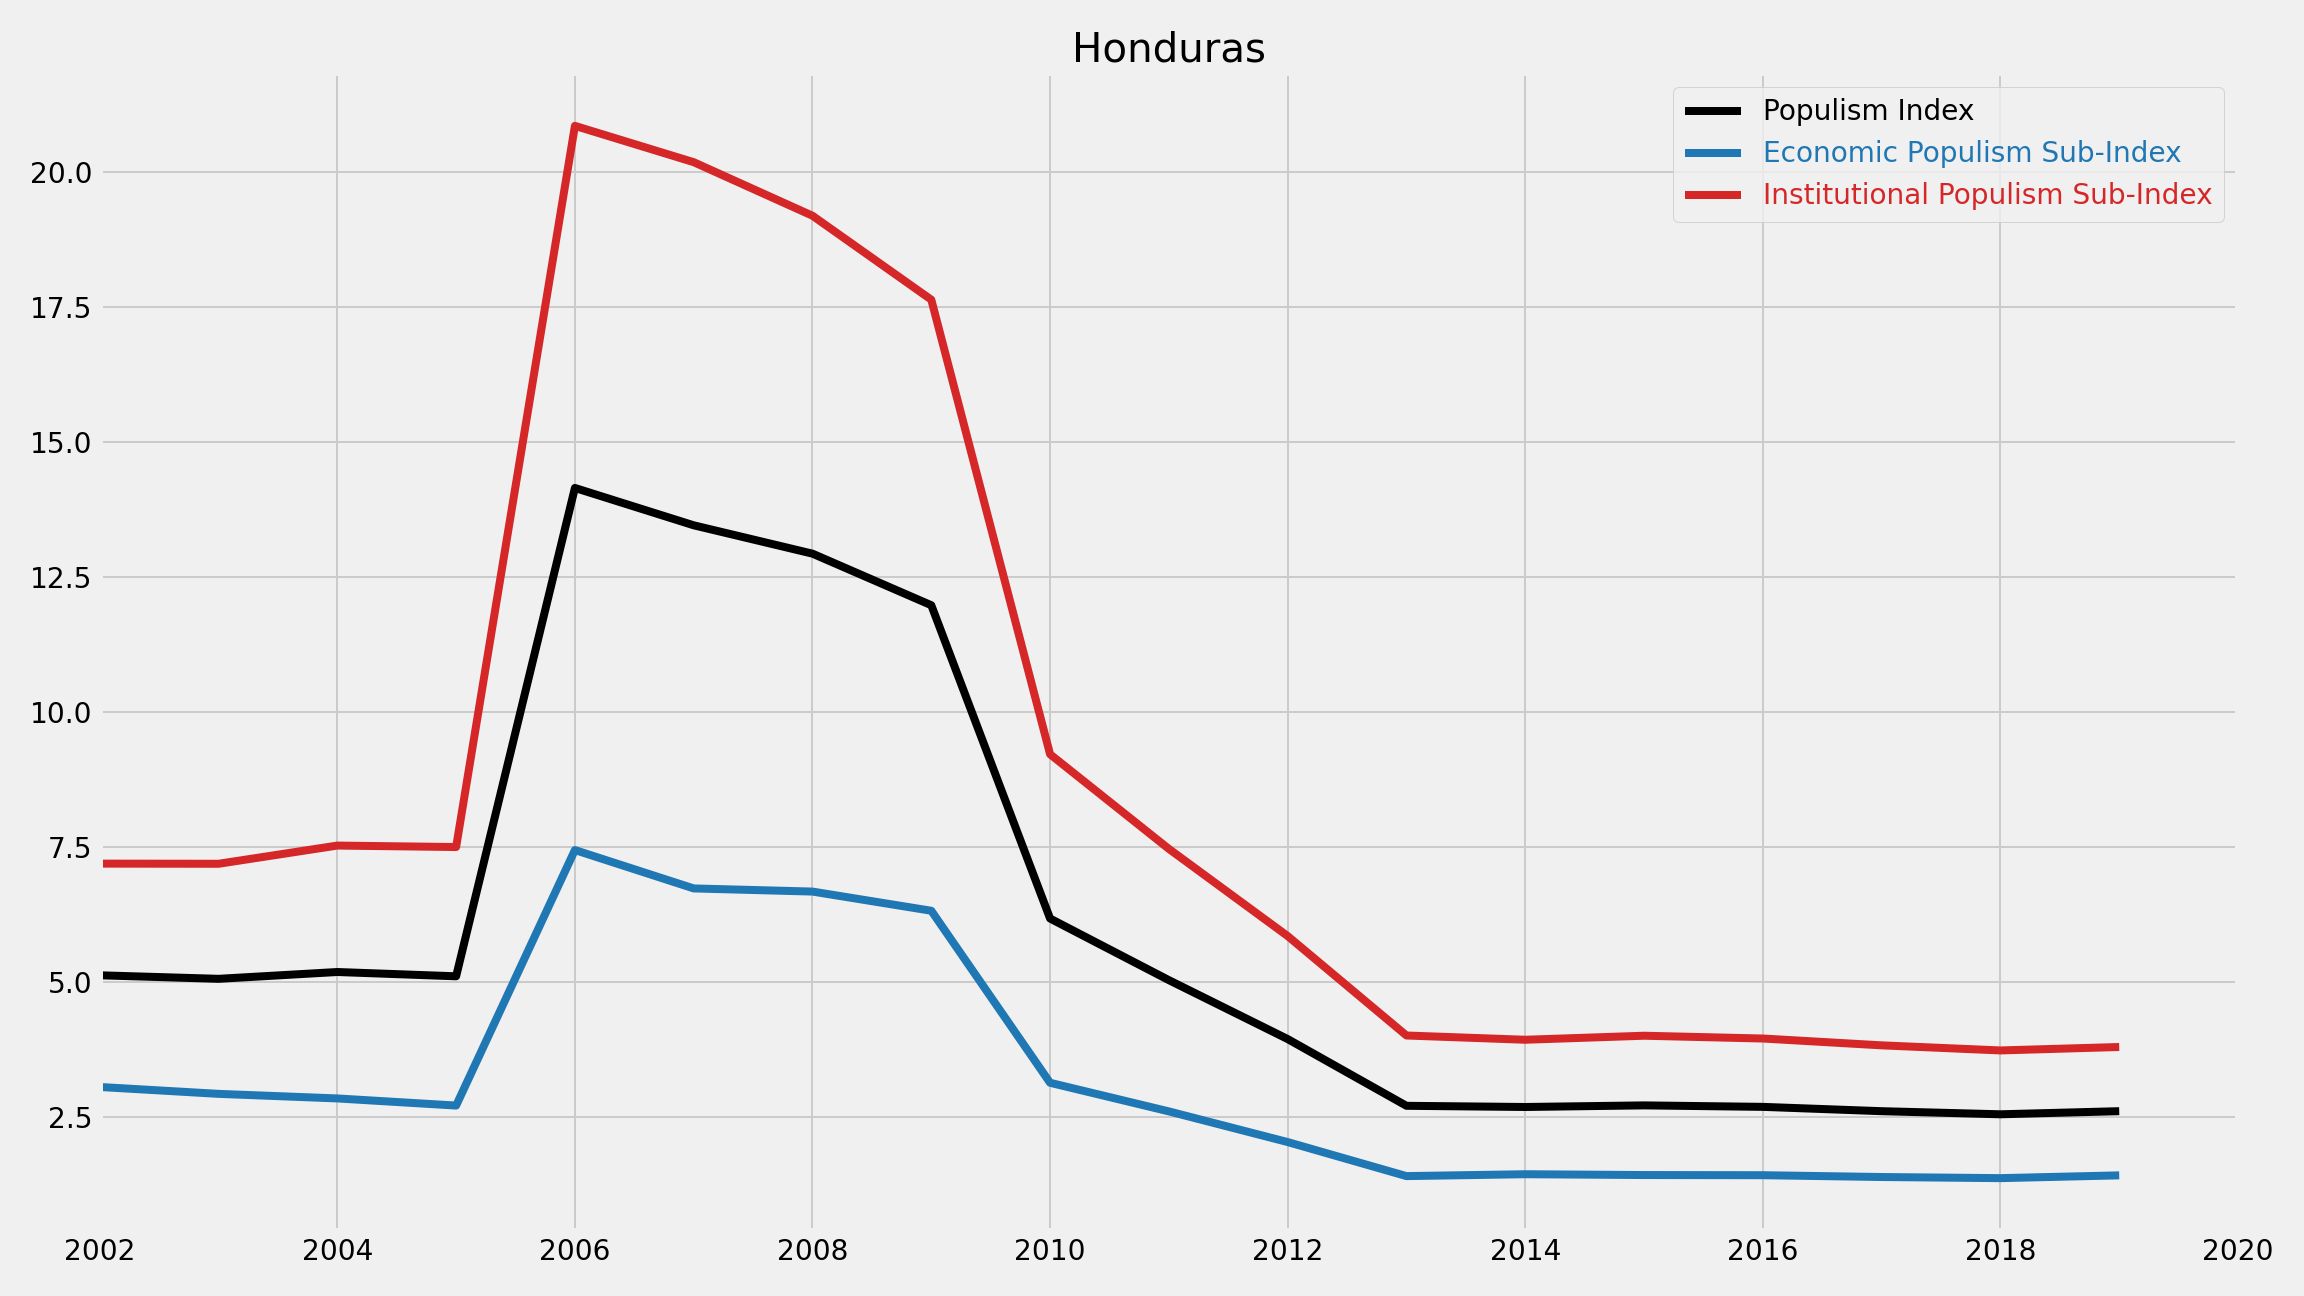 Honduras
Populism Index
Economic Populism Sub-Index
Institutional Populism Sub-Index
20.0
17.5
15.0
12.5
10.0
7.5
5.0
2.5
2002 2004 2006 2008 2010 2012 2014 2016 2018 2020